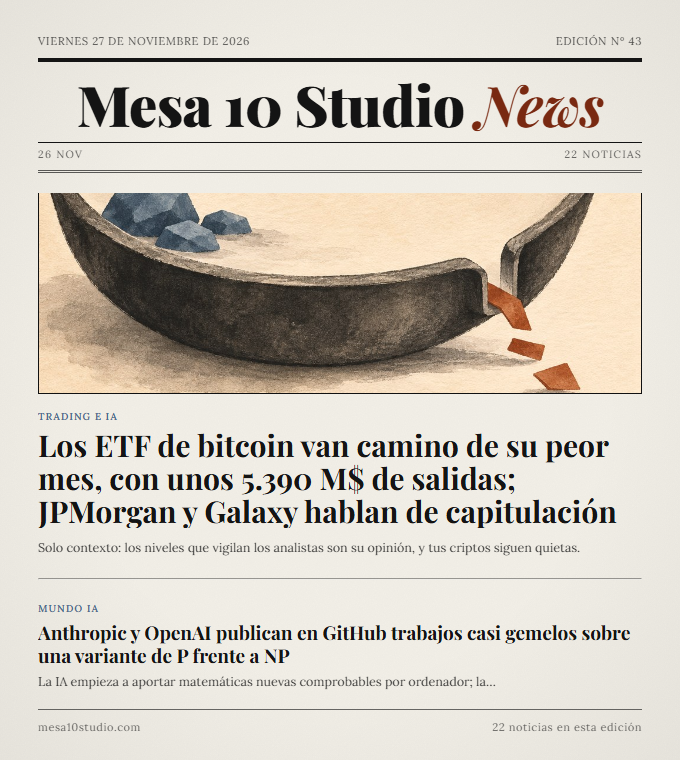 VIERNES 27 DE NOVIEMBRE DE 2026
EDICIÓN Nº 43
Mesa 10 Studio News
26 NOV
22 NOTICIAS
TRADING E IA
Los ETF de bitcoin van camino de su peor
mes, con unos 5.390 M$ de salidas;
JPMorgan y Galaxy hablan de capitulación
Solo contexto: los niveles que vigilan los analistas son su opinión, y tus criptos siguen quietas.
MUNDO IA
Anthropic y OpenAI publican en GitHub trabajos casi gemelos sobre
una variante de P frente a NP
La IA empieza a aportar matemáticas nuevas comprobables por ordenador; la...
mesa10studio.com
22 noticias en esta edición